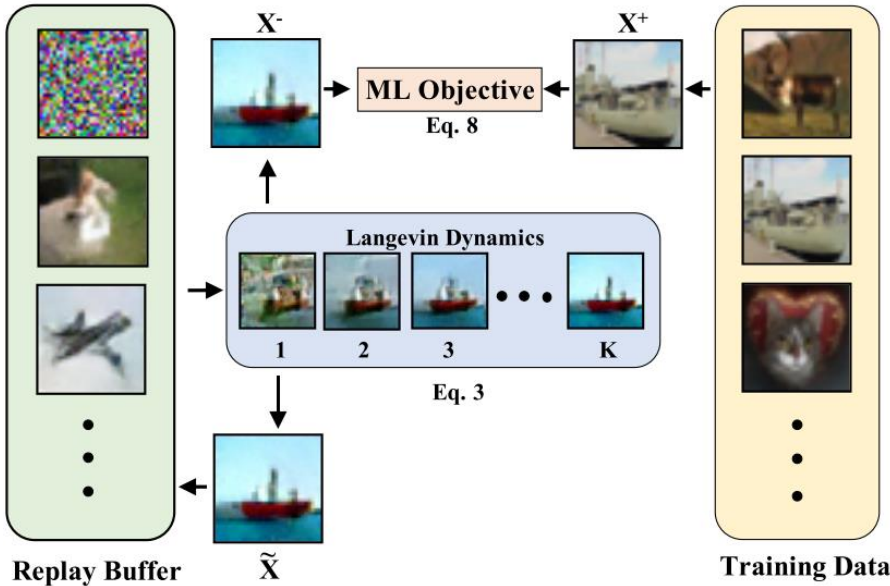 X⁻
X⁺
ML Objective
Eq. 8
Langevin Dynamics
1 2 3 K
Eq. 3
X̃
Replay Buffer
Training Data